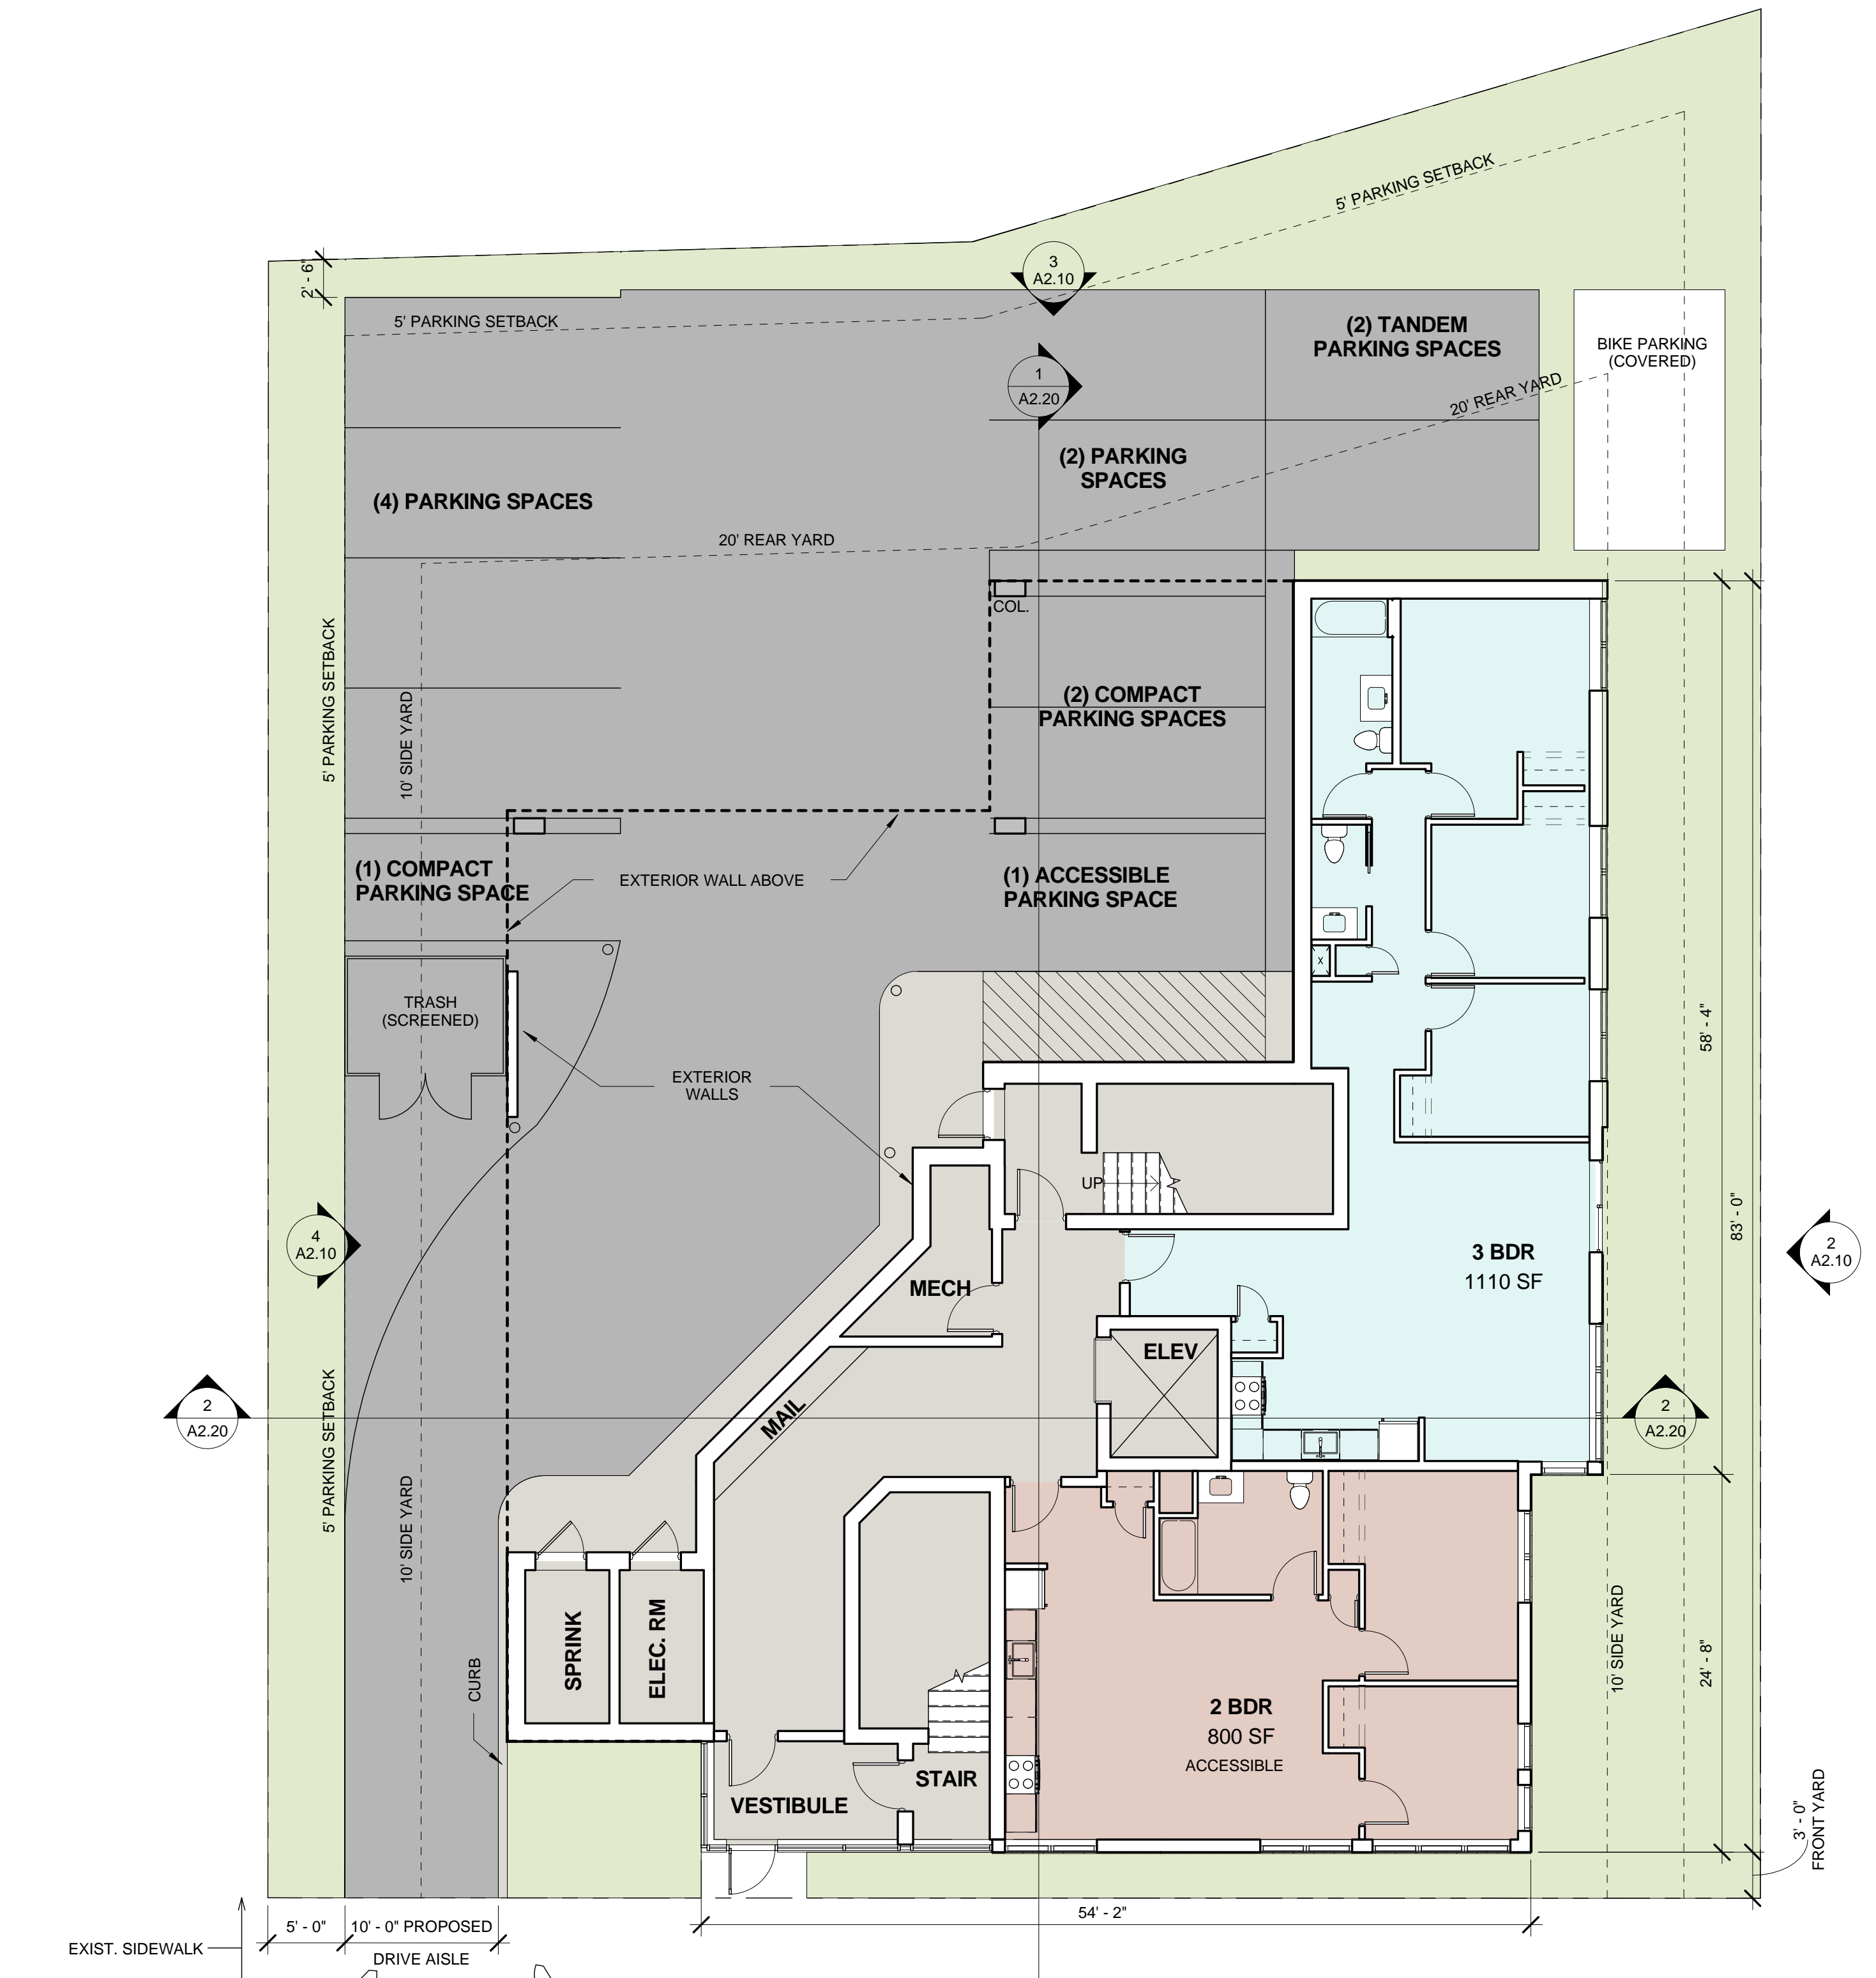 5' PARKING SETBACK
3
A2.10
2' - 6"
5' PARKING SETBACK
(2) TANDEM
PARKING SPACES
BIKE PARKING
(COVERED)
1
A2.20
20' REAR YARD
(2) PARKING
SPACES
(4) PARKING SPACES
20' REAR YARD
COL.
5' PARKING SETBACK
10' SIDE YARD
(2) COMPACT
PARKING SPACES
(1) COMPACT
PARKING SPACE
EXTERIOR WALL ABOVE
(1) ACCESSIBLE
PARKING SPACE
X
TRASH
(SCREENED)
58' - 4"
EXTERIOR
WALLS
UP
83' - 0"
4
A2.10
3 BDR
1110 SF
2
A2.10
MECH
ELEV
MAIL
2
A2.20
2
A2.20
5' PARKING SETBACK
10' SIDE YARD
SPRINK
ELEC. RM
CURB
10' SIDE YARD
24' - 8"
2 BDR
800 SF
ACCESSIBLE
STAIR
VESTIBULE
3' - 0"
FRONT YARD
54' - 2"
5' - 0"
10' - 0" PROPOSED
DRIVE AISLE
EXIST. SIDEWALK